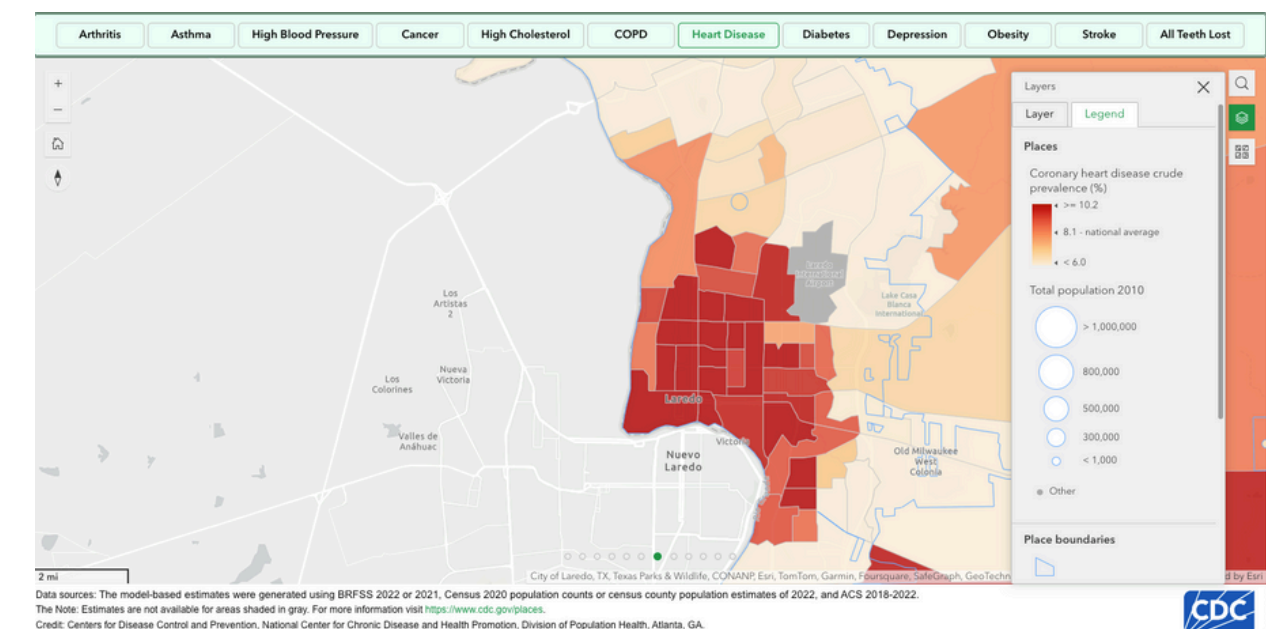 Arthritis
Asthma
High Blood Pressure
Cancer
High Cholesterol
COPD
Heart Disease
Diabetes
Depression
Obesity
Stroke
All Teeth Lost
Layers
Layer
Legend
Places
Coronary heart disease crude
prevalence (%)
>= 10.2
8.1 - national average
< 6.0
Total population 2010
> 1,000,000
800,000
500,000
300,000
< 1,000
Other
Place boundaries
Laredo
International
Airport
Lake Casa
Blanca
International
Los
Artistas
2
Los
Colorines
Nueva
Victoria
Laredo
Valles de
Anáhuac
Victoria
Nuevo
Laredo
Old Milwaukee
West
Colonia
2 mi
City of Laredo, TX, Texas Parks & Wildlife, CONANP, Esri, TomTom, Garmin, Foursquare, SafeGraph, GeoTechn
d by Esri
Data sources: The model-based estimates were generated using BRFSS 2022 or 2021, Census 2020 population counts or census county population estimates of 2022, and ACS 2018-2022.
The Note: Estimates are not available for areas shaded in gray. For more information visit https://www.cdc.gov/places.
Credit: Centers for Disease Control and Prevention, National Center for Chronic Disease and Health Promotion, Division of Population Health, Atlanta, GA.
CDC